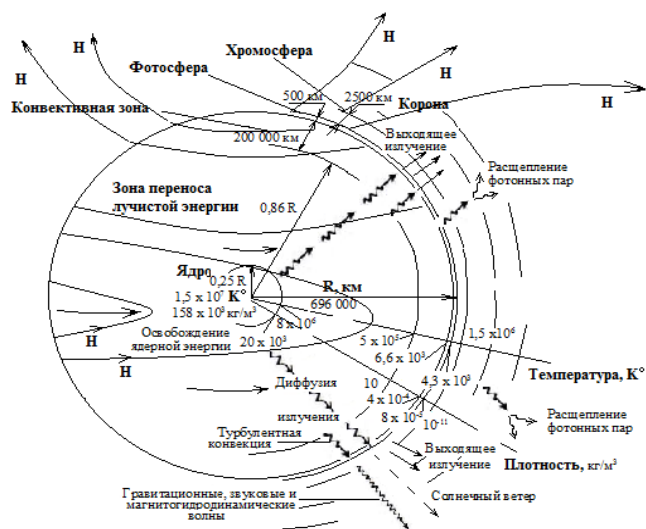 H
H
Хромосфера
H
Фотосфера
H
500 км
2500 км
Конвективная зона
Корона
200 000 км
Выходящее
излучение
Расщепление
фотонных пар
Зона переноса
лучистой энергии
0,86 R
Ядро
0,25 R
R, км
696 000
1,5 x 10⁷ K°
158 x 10³ кг/м³
8 x 10⁶
Освобождение
ядерной энергии
20 x 10³
H
H
5 x 10³
6,6 x 10³
1,5 x 10⁶
4,3 x 10³
Температура, K°
Диффузия
излучения
10
4 x 10⁻⁴
8 x 10⁻⁵
10⁻¹¹
Расщепление
фотонных пар
Турбулентная
конвекция
Выходящее
излучение
Плотность, кг/м³
Гравитационные, звуковые и
магнитогидродинамические
волны
Солнечный ветер